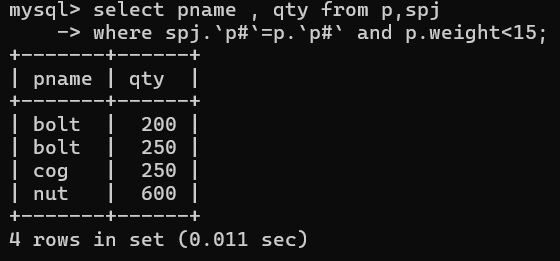 mysql> select pname , qty from p,spj
    -> where spj.`p#`=p.`p#` and p.weight<15;
+-------+------+
| pname | qty  |
+-------+------+
| bolt  |  200 |
| bolt  |  250 |
| cog   |  250 |
| nut   |  600 |
+-------+------+
4 rows in set (0.011 sec)